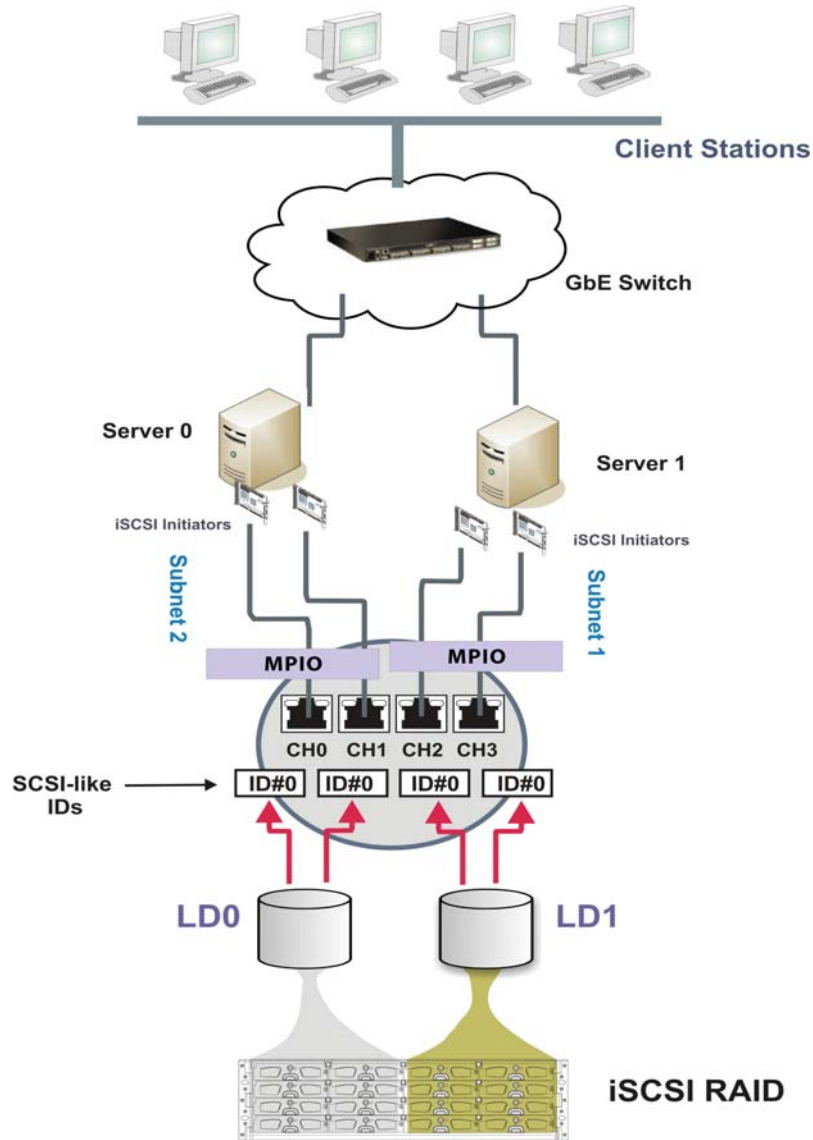 Client Stations
GbE Switch
Server 0
Server 1
iSCSI Initiators
iSCSI Initiators
Subnet 2
Subnet 1
MPIO
MPIO
CH0
CH1
CH2
CH3
SCSI-like
IDs
ID#0
ID#0
ID#0
ID#0
LD0
LD1
iSCSI RAID